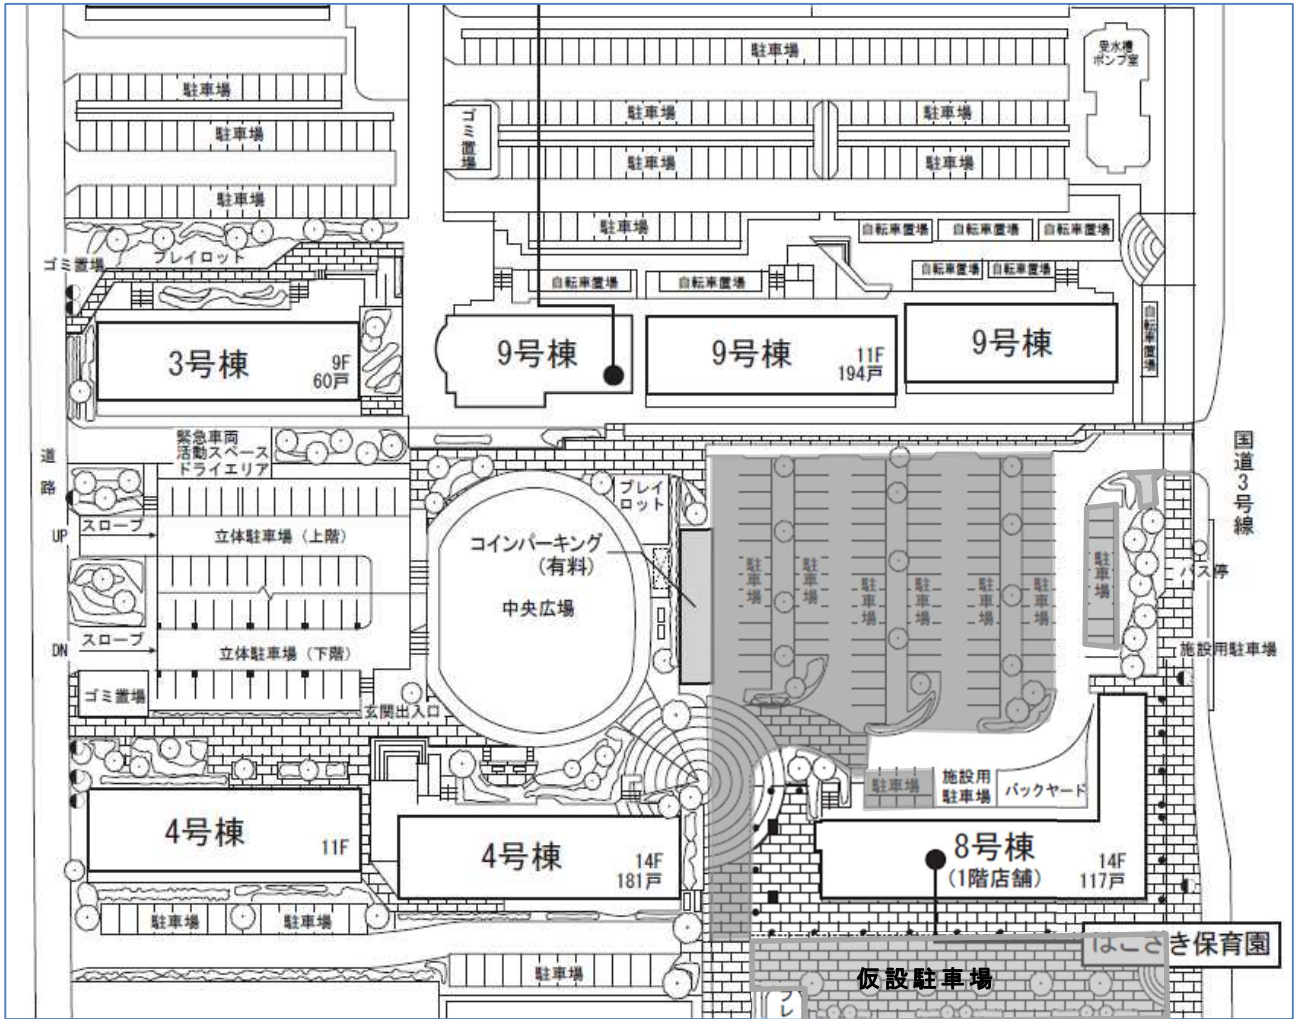 駐車場
受水槽
ポンプ室
駐車場
駐車場
駐車場
ゴミ置場
駐車場
駐車場
駐車場
駐車場
駐車場
自転車置場
自転車置場
自転車置場
プレイロット
ゴミ置場
自転車置場
自転車置場
自転車置場
自転車置場
自転車置場
3号棟
9F
60戸
9号棟
9号棟
11F
194戸
9号棟
道路
緊急車両
活動スペース
ドライエリア
国道3号線
プレイ
ロット
スロープ
UP
立体駐車場（上階）
コインパーキング
（有料）
中央広場
駐車場
駐車場
駐車場
駐車場
駐車場
駐車場
駐車場
バス停
スロープ
DN
立体駐車場（下階）
施設用駐車場
ゴミ置場
玄関出入口
駐車場
施設用
駐車場
バックヤード
4号棟
11F
4号棟
14F
181戸
8号棟
（1階店舗）
14F
117戸
駐車場
駐車場
はこざき保育園
駐車場
仮設駐車場
プレ